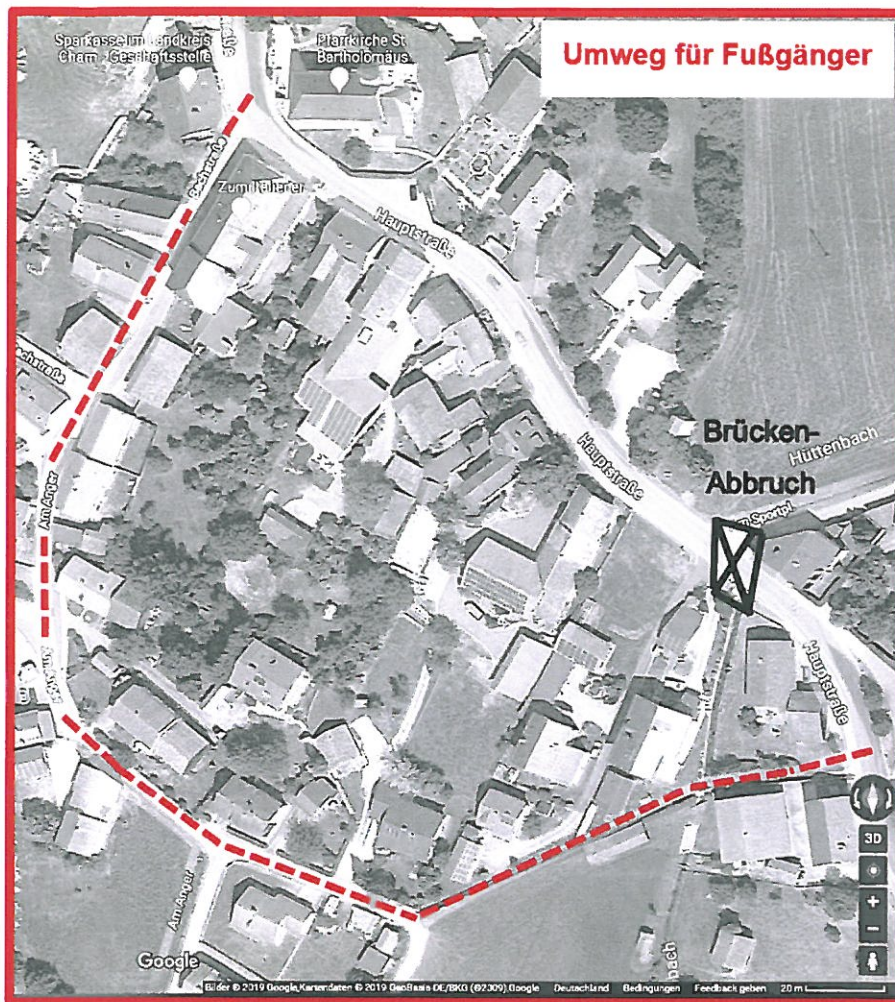 Umweg für Fußgänger
Sparkasse im Landkreis
Cham - Geschäftsstelle
Pfarrkirche St.
Bartholomäus
Bachstraße
Hauptstraße
Am Anger
Hauptstraße
Brücken-
Abbruch
Hüttenbach
Hauptstraße
Am Anger
3D
+
−
Google
Bilder © 2019 Google,Kartendaten © 2019 GeoBasis-DE/BKG (©2009),Google Deutschland Bedingungen Feedback geben 20 m